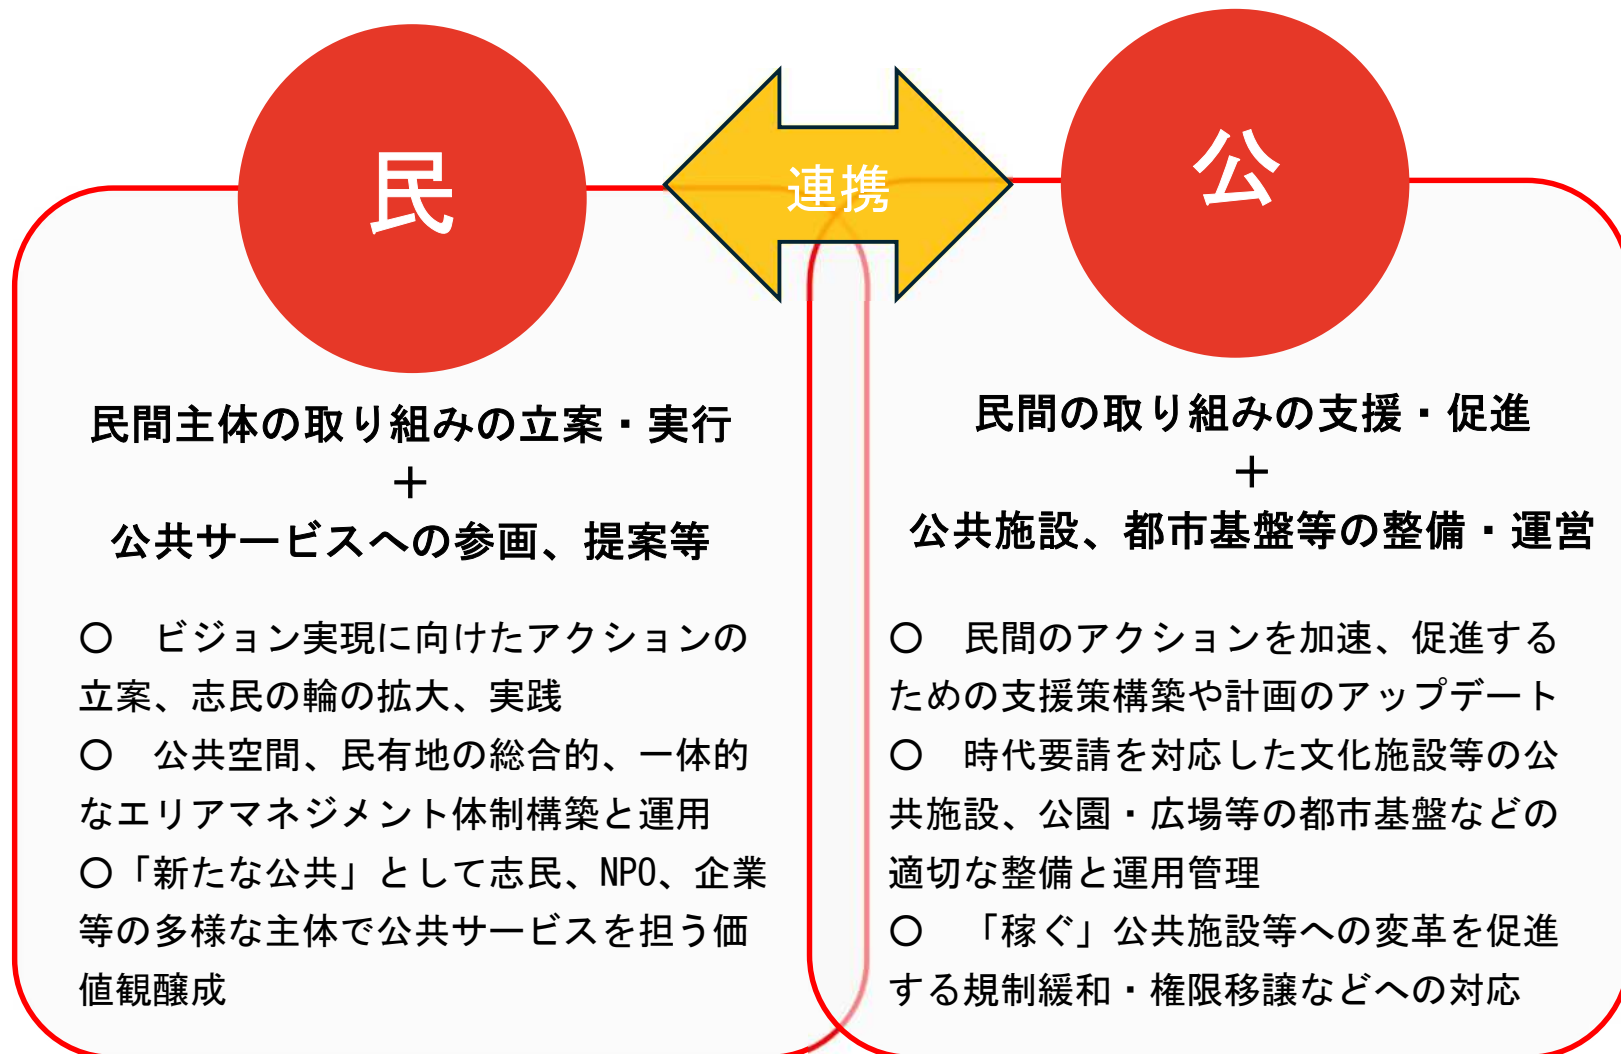 民
連携
公
民間主体の取り組みの立案・実行
＋
公共サービスへの参画、提案等
〇　ビジョン実現に向けたアクションの
立案、志民の輪の拡大、実践
〇　公共空間、民有地の総合的、一体的
なエリアマネジメント体制構築と運用
〇「新たな公共」として志民、NPO、企業
等の多様な主体で公共サービスを担う価
値観醸成
民間の取り組みの支援・促進
＋
公共施設、都市基盤等の整備・運営
〇　民間のアクションを加速、促進する
ための支援策構築や計画のアップデート
〇　時代要請を対応した文化施設等の公
共施設、公園・広場等の都市基盤などの
適切な整備と運用管理
〇　「稼ぐ」公共施設等への変革を促進
する規制緩和・権限移譲などへの対応